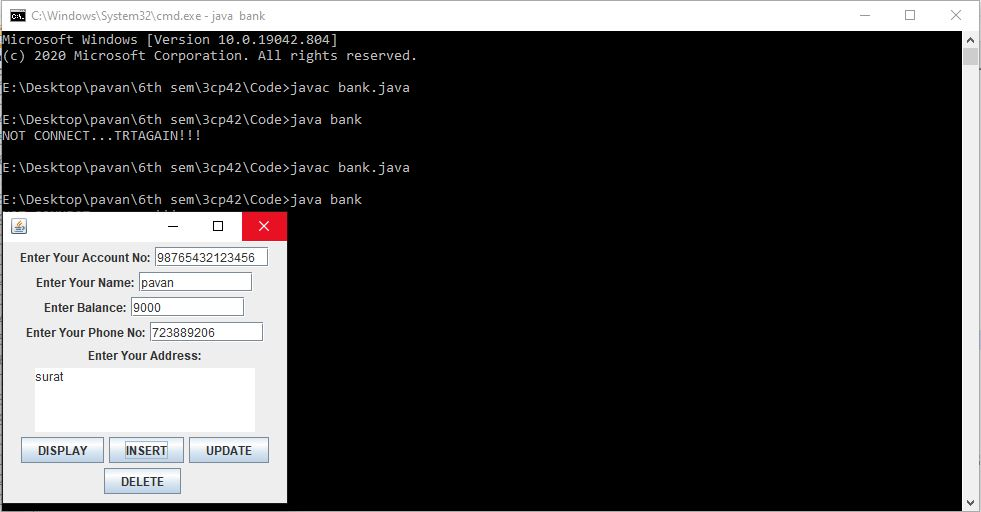 C:\Windows\System32\cmd.exe - java  bank
Microsoft Windows [Version 10.0.19042.804]
(c) 2020 Microsoft Corporation. All rights reserved.
E:\Desktop\pavan\6th sem\3cp42\Code>javac bank.java
E:\Desktop\pavan\6th sem\3cp42\Code>java bank
NOT CONNECT...TRTAGAIN!!!
E:\Desktop\pavan\6th sem\3cp42\Code>javac bank.java
E:\Desktop\pavan\6th sem\3cp42\Code>java bank
Enter Your Account No: 98765432123456
Enter Your Name: pavan
Enter Balance: 9000
Enter Your Phone No: 723889206
Enter Your Address:
surat
DISPLAY INSERT UPDATE
DELETE